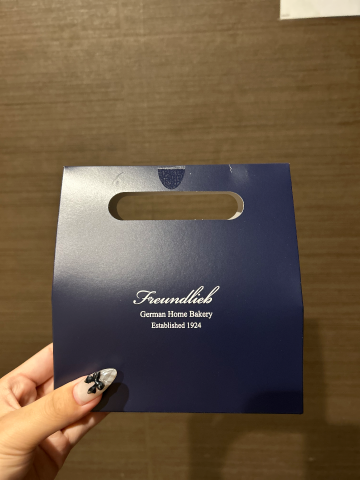 Freundlieb
German Home Bakery
Established 1924